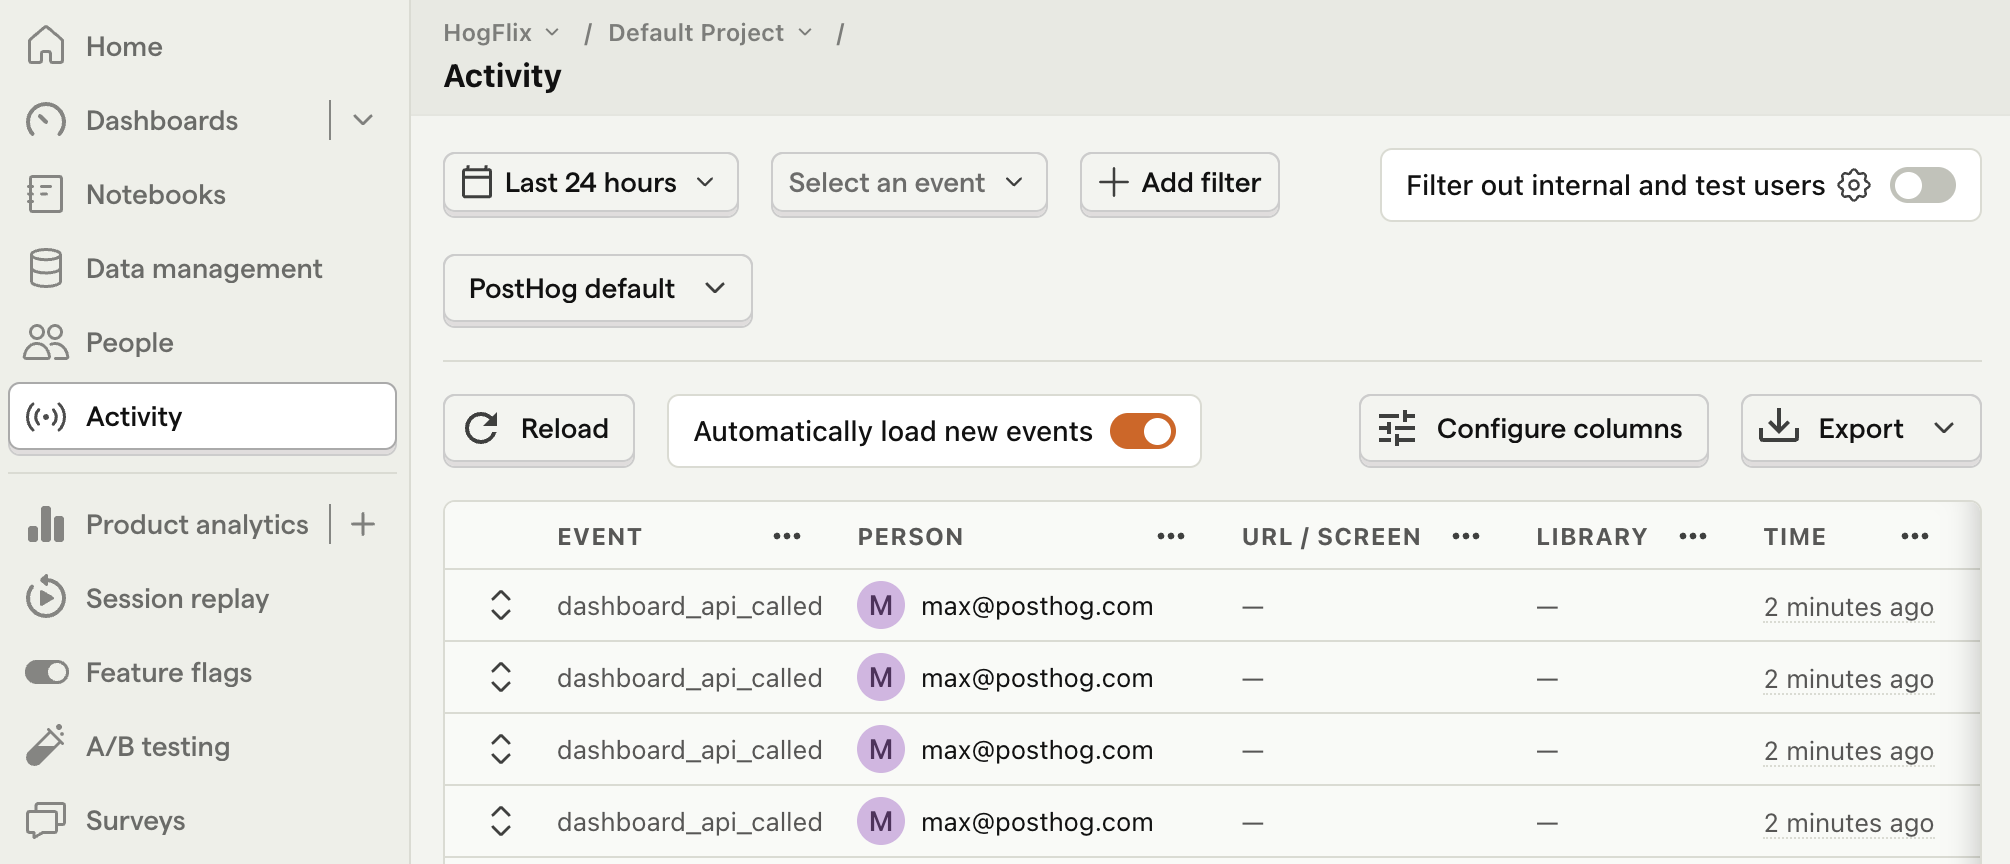 Home
Dashboards
Notebooks
Data management
People
Activity
Product analytics
Session replay
Feature flags
A/B testing
Surveys
HogFlix / Default Project /
Activity
Last 24 hours Select an event Add filter Filter out internal and test users
PostHog default
Reload Automatically load new events Configure columns Export
EVENT ••• PERSON ••• URL / SCREEN ••• LIBRARY ••• TIME •••
dashboard_api_called M max@posthog.com — — 2 minutes ago
dashboard_api_called M max@posthog.com — — 2 minutes ago
dashboard_api_called M max@posthog.com — — 2 minutes ago
dashboard_api_called M max@posthog.com — — 2 minutes ago